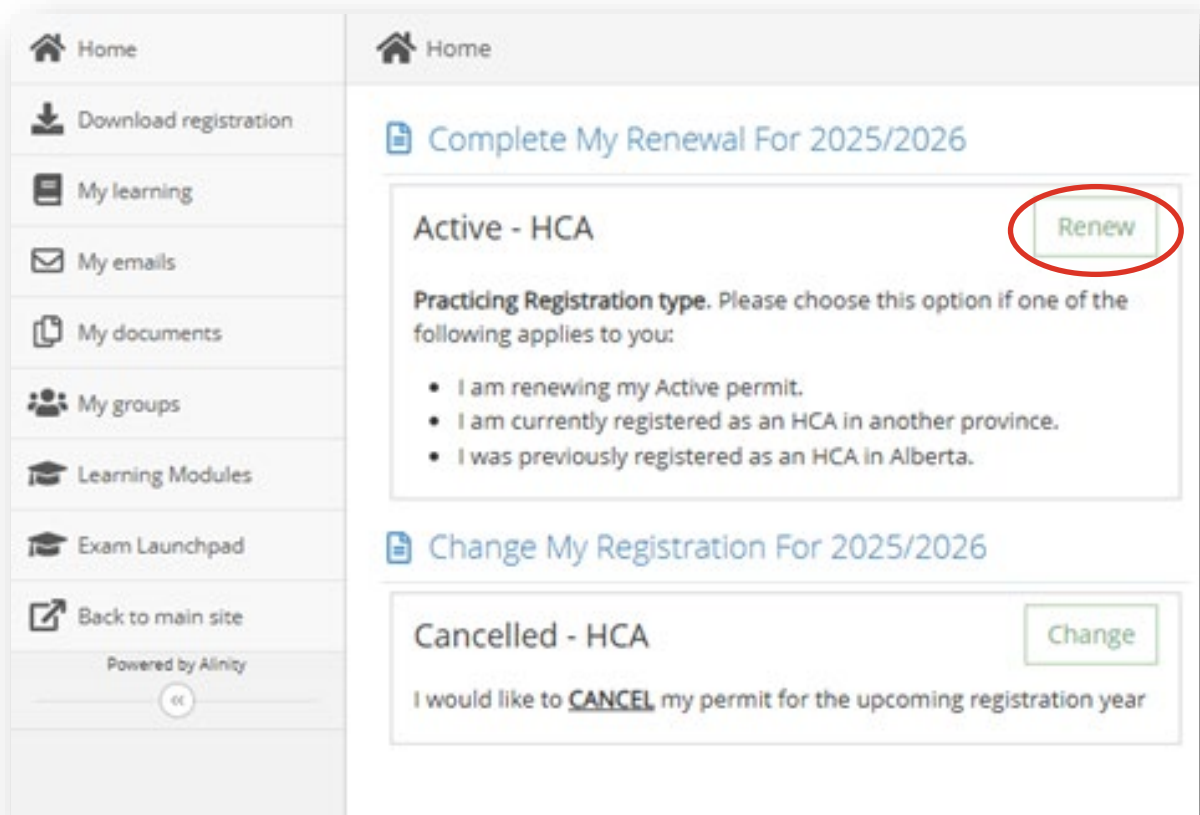 Home
Download registration
My learning
My emails
My documents
My groups
Learning Modules
Exam Launchpad
Back to main site
Powered by Alinity
Home
Complete My Renewal For 2025/2026
Active - HCA
Renew
Practicing Registration type. Please choose this option if one of the
following applies to you:
• I am renewing my Active permit.
• I am currently registered as an HCA in another province.
• I was previously registered as an HCA in Alberta.
Change My Registration For 2025/2026
Cancelled - HCA
Change
I would like to CANCEL my permit for the upcoming registration year